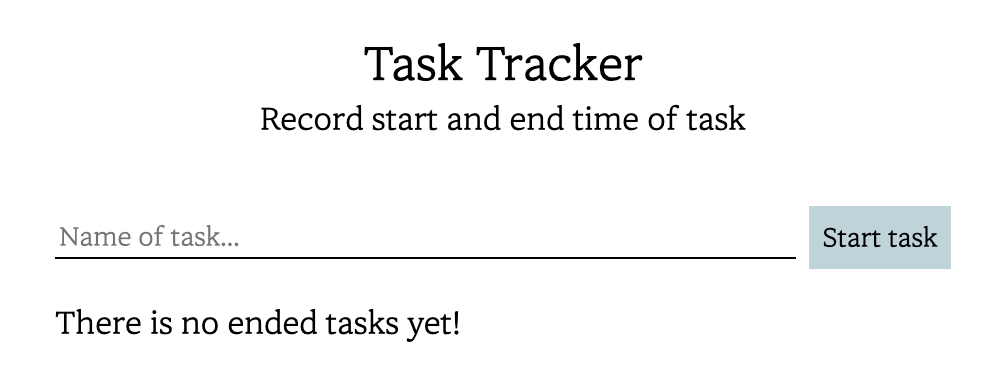 Task Tracker
Record start and end time of task
Name of task...
Start task
There is no ended tasks yet!